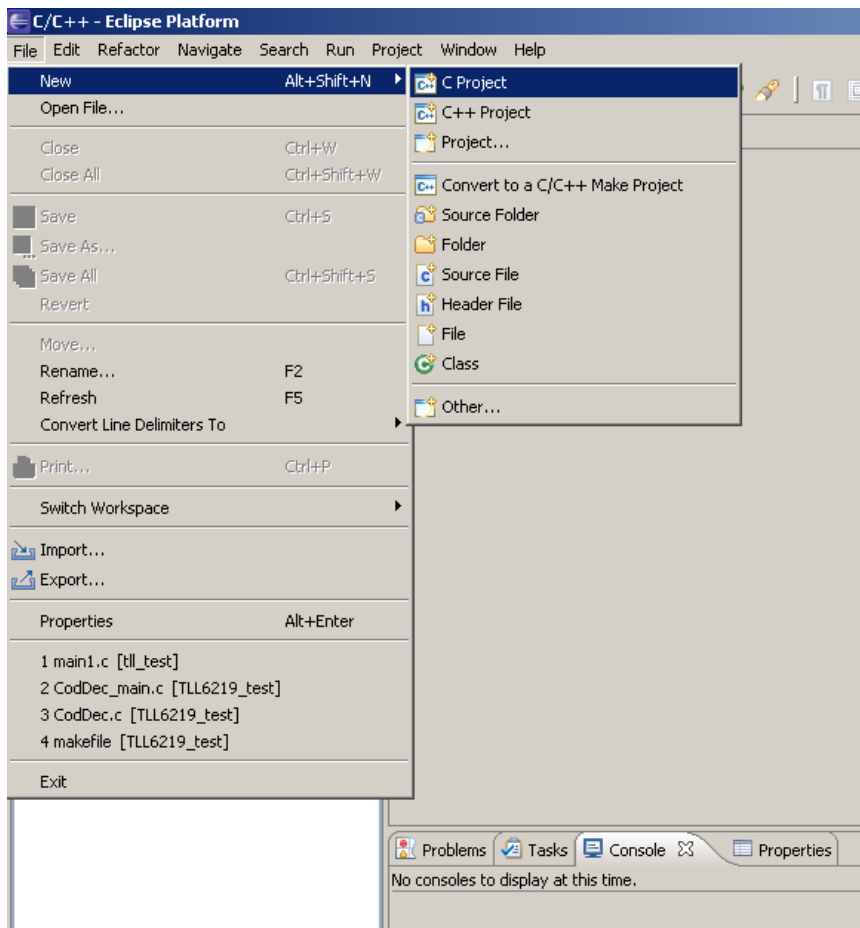 C/C++ - Eclipse Platform
File Edit Refactor Navigate Search Run Project Window Help
New Alt+Shift+N
Open File...
Close Ctrl+W
Close All Ctrl+Shift+W
Save Ctrl+S
Save As...
Save All Ctrl+Shift+S
Revert
Move...
Rename... F2
Refresh F5
Convert Line Delimiters To
Print... Ctrl+P
Switch Workspace
Import...
Export...
Properties Alt+Enter
1 main1.c [tll_test]
2 CodDec_main.c [TLL6219_test]
3 CodDec.c [TLL6219_test]
4 makefile [TLL6219_test]
Exit
C Project
C++ Project
Project...
Convert to a C/C++ Make Project
Source Folder
Folder
Source File
Header File
File
Class
Other...
Problems Tasks Console Properties
No consoles to display at this time.